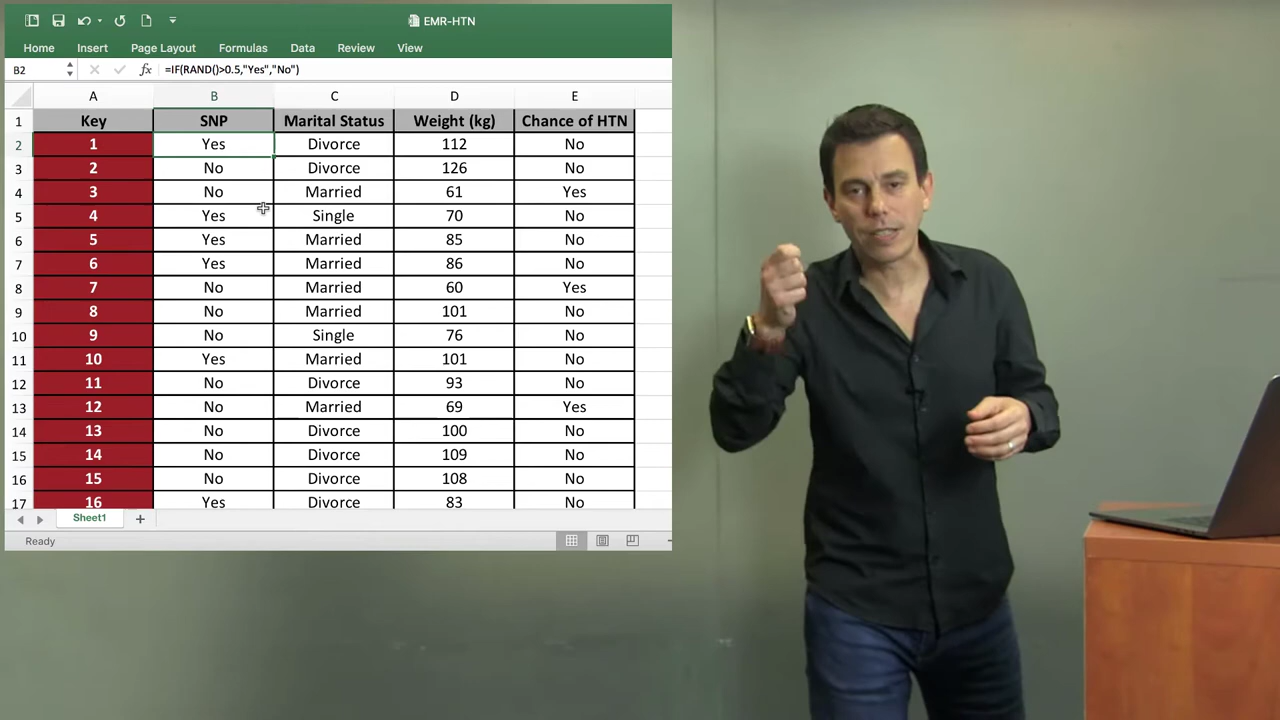 EMR-HTN
Home Insert Page Layout Formulas Data Review View
B2 fx =IF(RAND()>0.5,"Yes","No")
A B C D E
1 Key SNP Marital Status Weight (kg) Chance of HTN
2 1 Yes Divorce 112 No
3 2 No Divorce 126 No
4 3 No Married 61 Yes
5 4 Yes Single 70 No
6 5 Yes Married 85 No
7 6 Yes Married 86 No
8 7 No Married 60 Yes
9 8 No Married 101 No
10 9 No Single 76 No
11 10 Yes Married 101 No
12 11 No Divorce 93 No
13 12 No Married 69 Yes
14 13 No Divorce 100 No
15 14 No Divorce 109 No
16 15 No Divorce 108 No
17 16 Yes Divorce 83 No
Sheet1
Ready